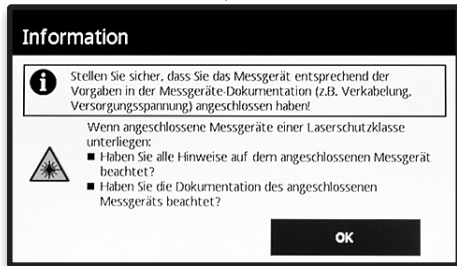 Information
Stellen Sie sicher, dass Sie das Messgerät entsprechend der
Vorgaben in der Messgeräte-Dokumentation (z.B. Verkabelung,
Versorgungsspannung) angeschlossen haben!
Wenn angeschlossene Messgeräte einer Laserschutzklasse
unterliegen:
■ Haben Sie alle Hinweise auf dem angeschlossenen Messgerät
beachtet?
■ Haben Sie die Dokumentation des angeschlossenen
Messgeräts beachtet?
OK